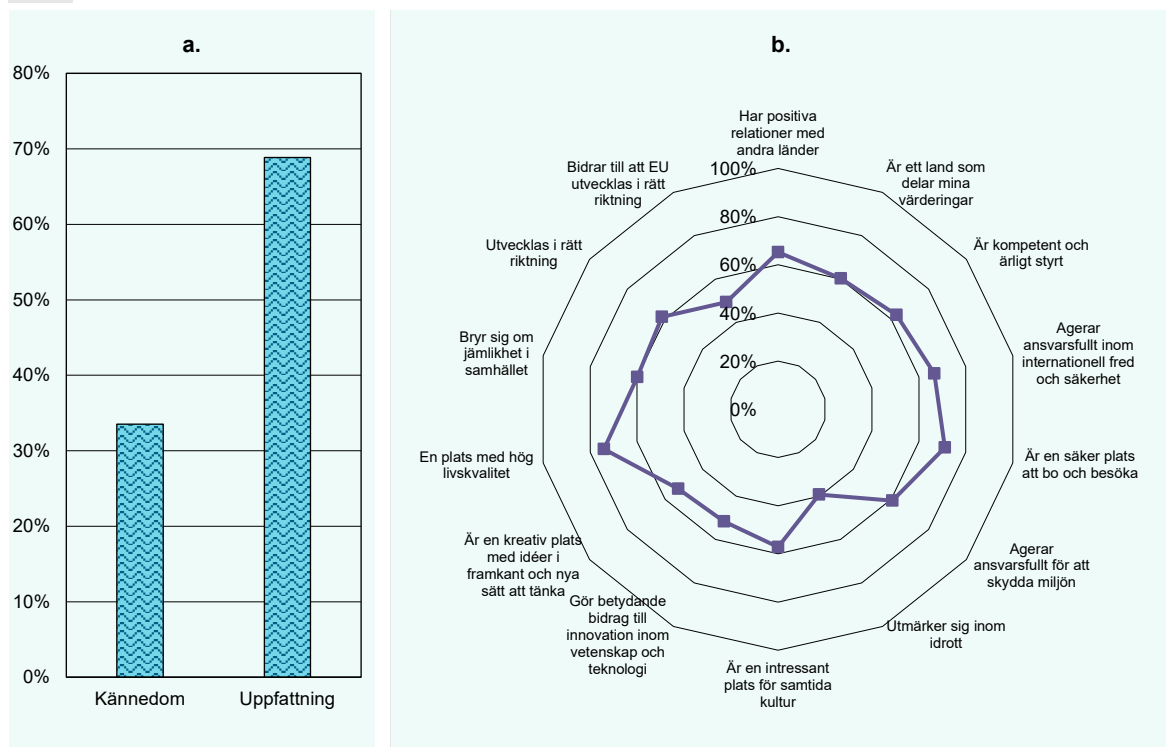 a.
80%
70%
60%
50%
40%
30%
20%
10%
0%
Kännedom
Uppfattning
b.
Har positiva
relationer med
andra länder
Är ett land som
delar mina
värderingar
Är kompetent och
ärligt styrt
Agerar
ansvarsfullt inom
internationell fred
och säkerhet
Är en säker plats
att bo och besöka
Agerar
ansvarsfullt för att
skydda miljön
Utmärker sig inom
idrott
Är en intressant
plats för samtida
kultur
Gör betydande
bidrag till
innovation inom
vetenskap och
teknologi
Är en kreativ plats
med idéer i
framkant och nya
sätt att tänka
En plats med hög
livskvalitet
Bryr sig om
jämlikhet i
samhället
Utvecklas i rätt
riktning
Bidrar till att EU
utvecklas i rätt
riktning
100%
80%
60%
40%
20%
0%